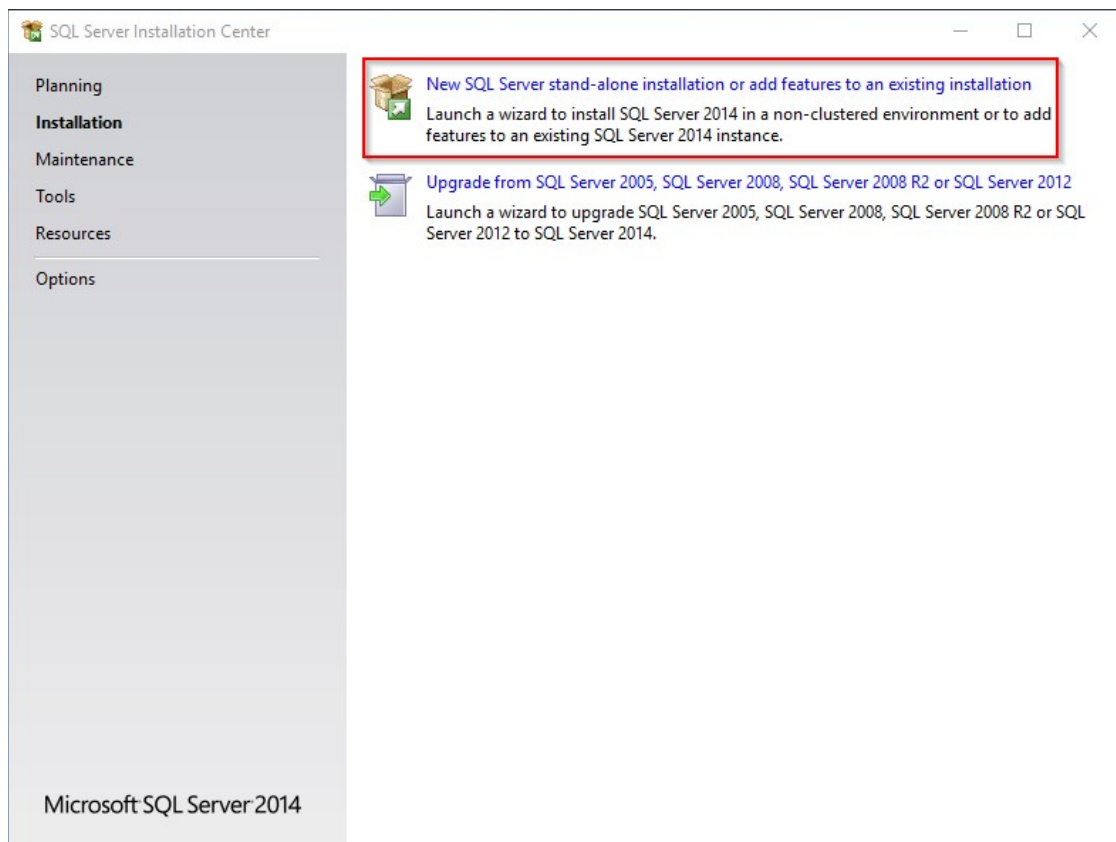 SQL Server Installation Center
Planning
Installation
Maintenance
Tools
Resources
Options
New SQL Server stand-alone installation or add features to an existing installation
Launch a wizard to install SQL Server 2014 in a non-clustered environment or to add
features to an existing SQL Server 2014 instance.
Upgrade from SQL Server 2005, SQL Server 2008, SQL Server 2008 R2 or SQL Server 2012
Launch a wizard to upgrade SQL Server 2005, SQL Server 2008, SQL Server 2008 R2 or SQL
Server 2012 to SQL Server 2014.
Microsoft SQL Server 2014